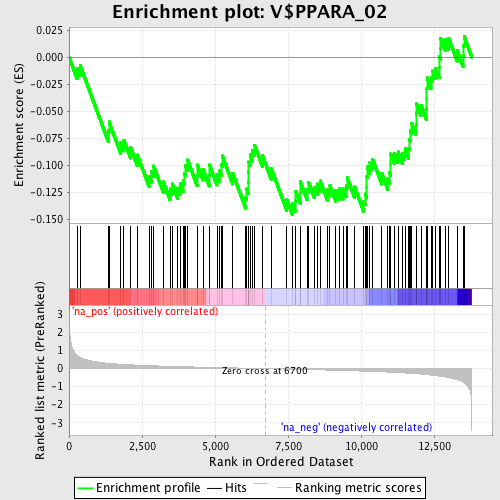 Enrichment plot: V$PPARA_02
Enrichment score (ES)
0.025
0.000
-0.025
-0.050
-0.075
-0.100
-0.125
-0.150
'na_pos' (positively correlated)
Ranked list metric (PreRanked)
3
2
1
0
-1
-2
-3
Zero cross at 6700
'na_neg' (negatively correlated)
0
2,500
5,000
7,500
10,000
12,500
Rank in Ordered Dataset
Enrichment profile
Hits
Ranking metric scores